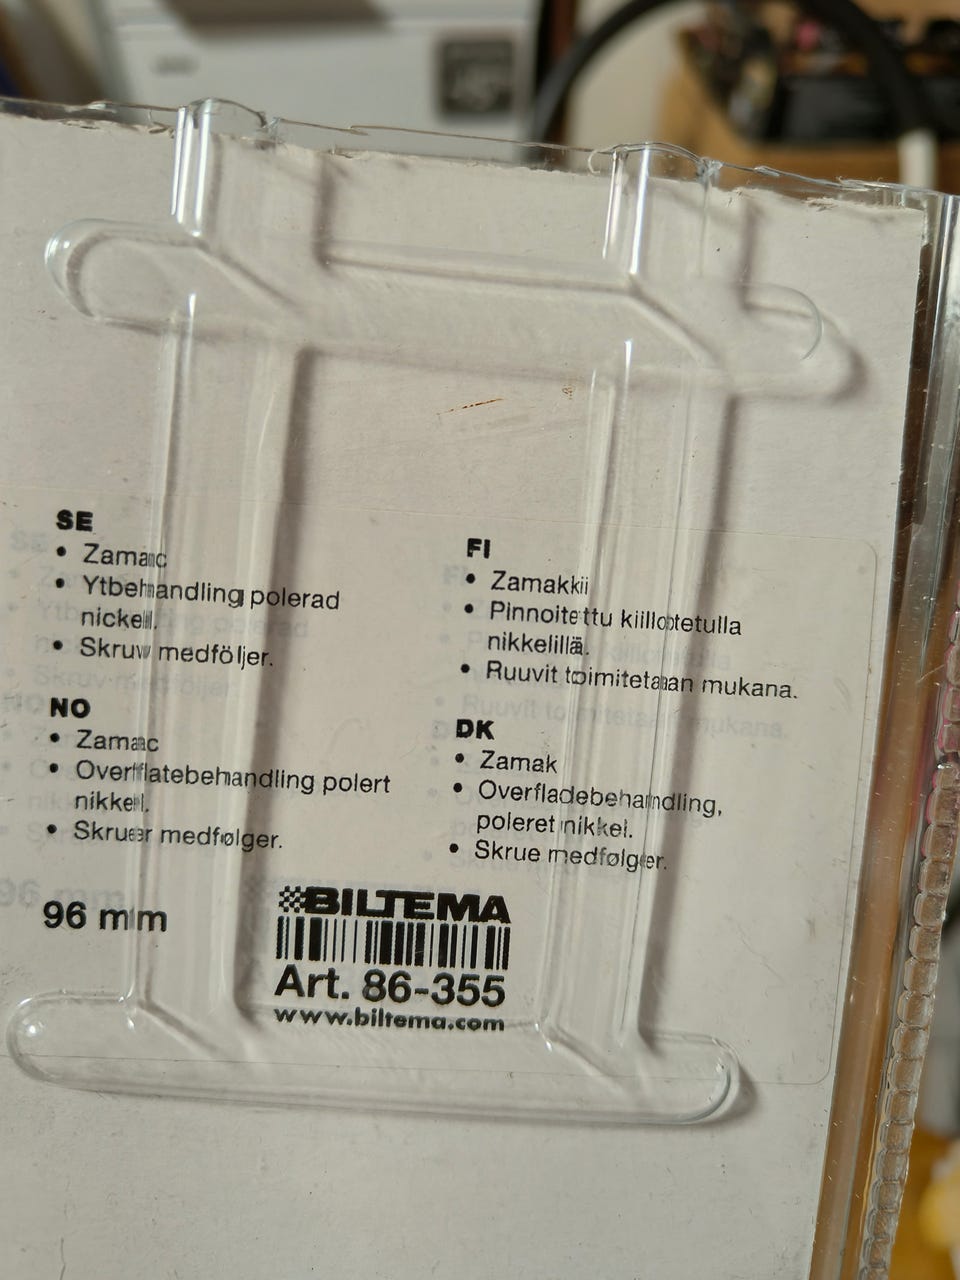 SE
• Zamac
• Ytbehandling polerad
nickel.
• Skruv medföljer.
NO
• Zamac
• Overflatebehandling polert
nikkel.
• Skruer medfølger.
96 mm
FI
• Zamakkii
• Pinnoitettu kiillotetulla
nikkelillä.
• Ruuvit toimitetaan mukana.
DK
• Zamak
• Overfladebehandling,
poleret nikkel.
• Skrue medfølger.
BILTEMA
Art. 86-355
www.biltema.com